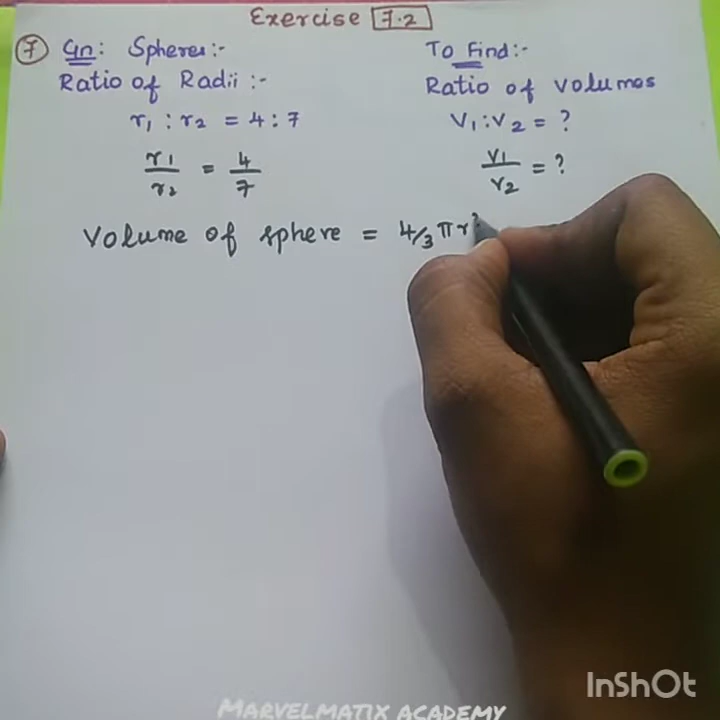 Exercise 7.2
7 Gn: Spheres:-
To Find:-
Ratio of Radii:-
Ratio of volumes
r₁ : r₂ = 4 : 7
V₁ : V₂ = ?
r₁/r₂ = 4/7
V₁/V₂ = ?
Volume of sphere = 4/3 π r
InShOt
MARVELMATIX ACADEMY